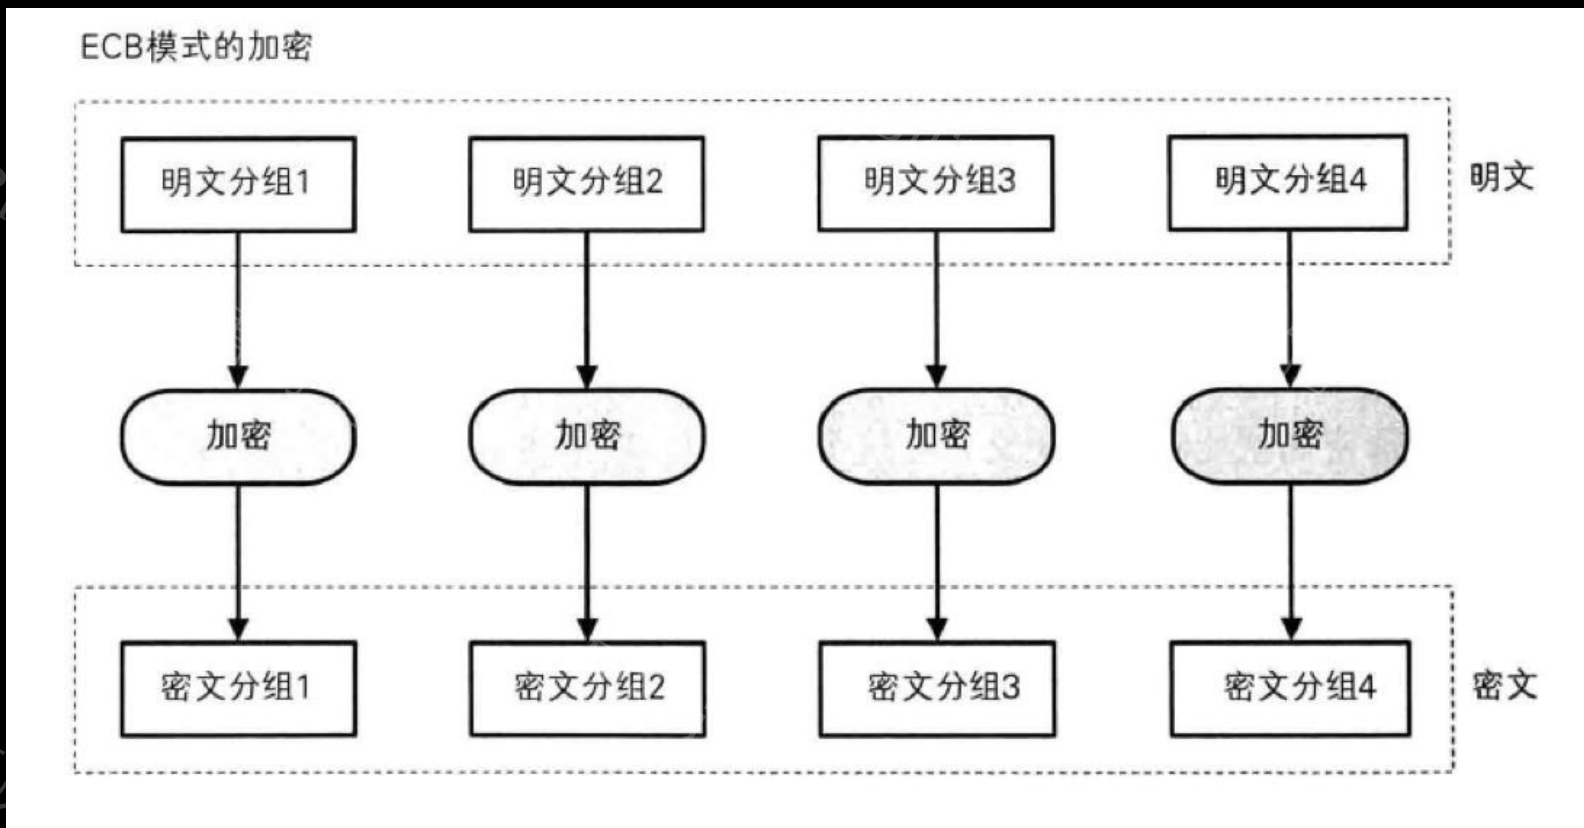 ECB模式的加密
明文分组1 明文分组2 明文分组3 明文分组4 明文
加密 加密 加密 加密
密文分组1 密文分组2 密文分组3 密文分组4 密文